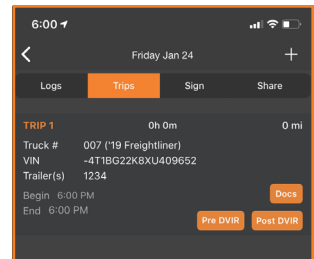 6:00
Friday Jan 24 +
Logs Trips Sign Share
TRIP 1 0h 0m 0 mi
Truck # 007 ('19 Freightliner)
VIN -4T1BG22K8XU409652
Trailer(s) 1234
Begin 6:00 PM
Docs
End 6:00 PM
Pre DVIR Post DVIR